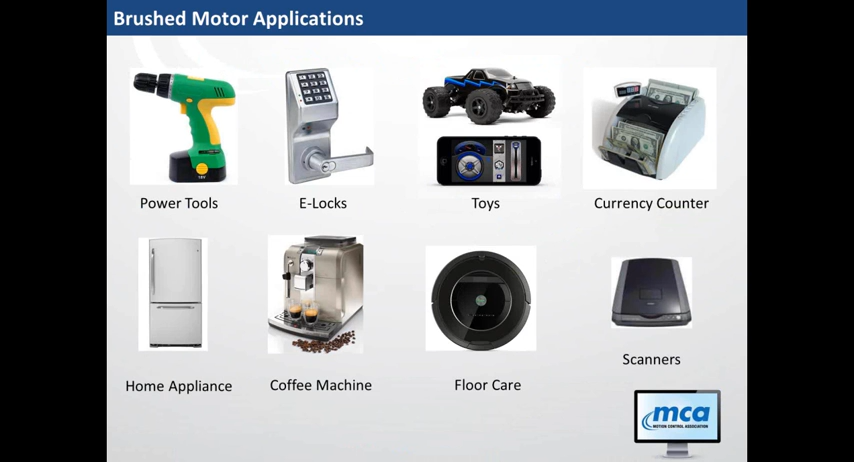 Brushed Motor Applications
Power Tools
E-Locks
Toys
Currency Counter
Home Appliance
Coffee Machine
Floor Care
Scanners
mca
MOTION CONTROL ASSOCIATION